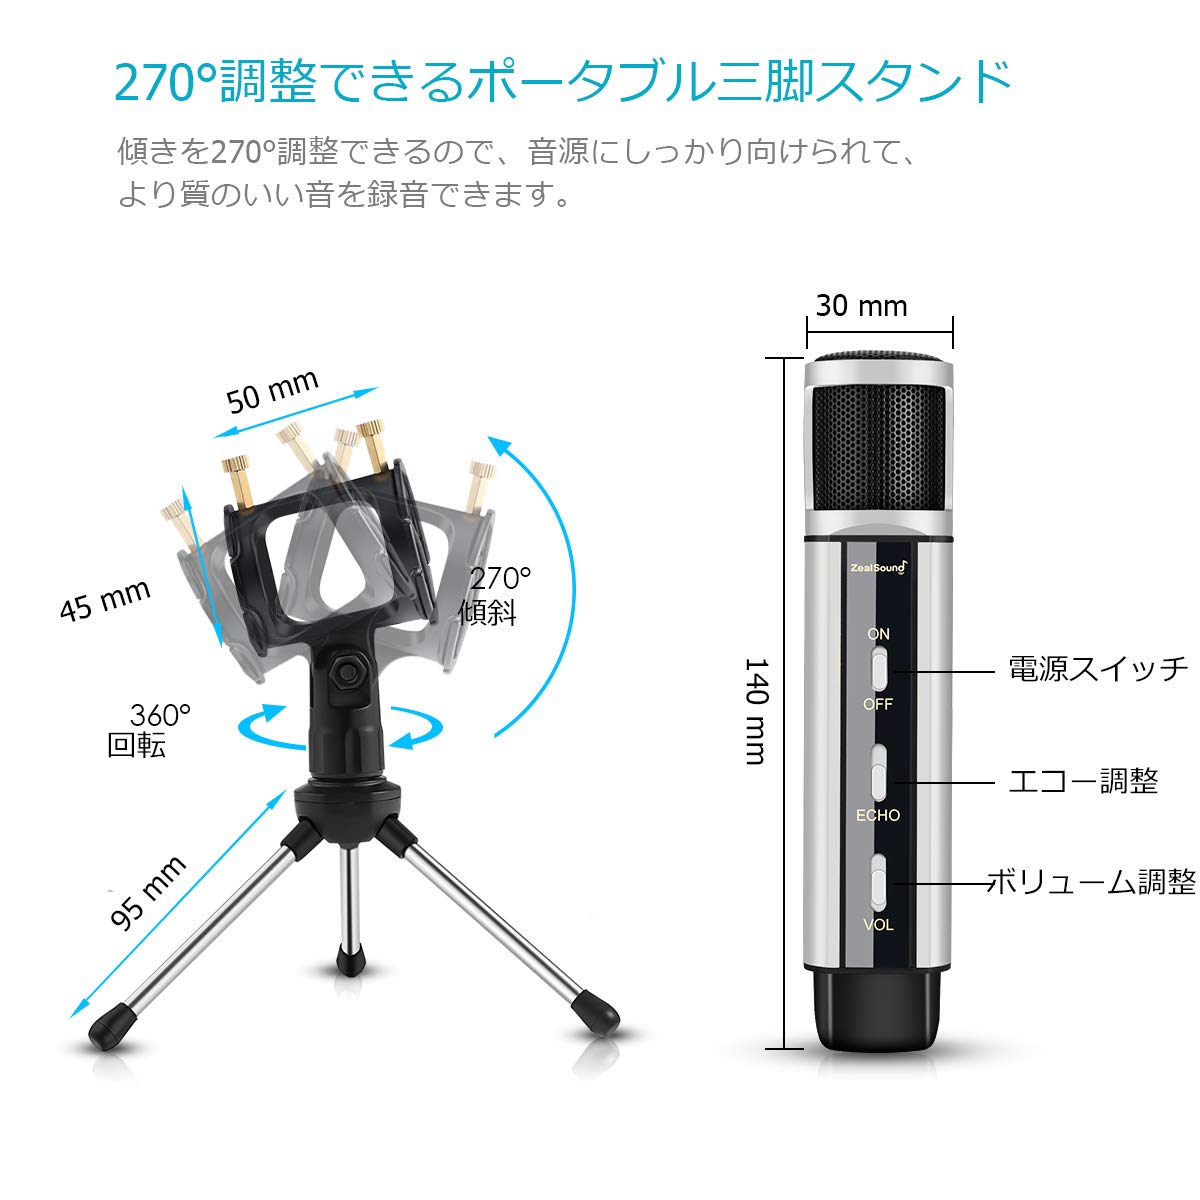 270°調整できるポータブル三脚スタンド
傾きを270°調整できるので、音源にしっかり向けられて、
より質のいい音を録音できます。
50 mm
45 mm
270°
傾斜
360°
回転
95 mm
30 mm
140 mm
ZealSound
ON
OFF
電源スイッチ
ECHO
エコー調整
VOL
ボリューム調整